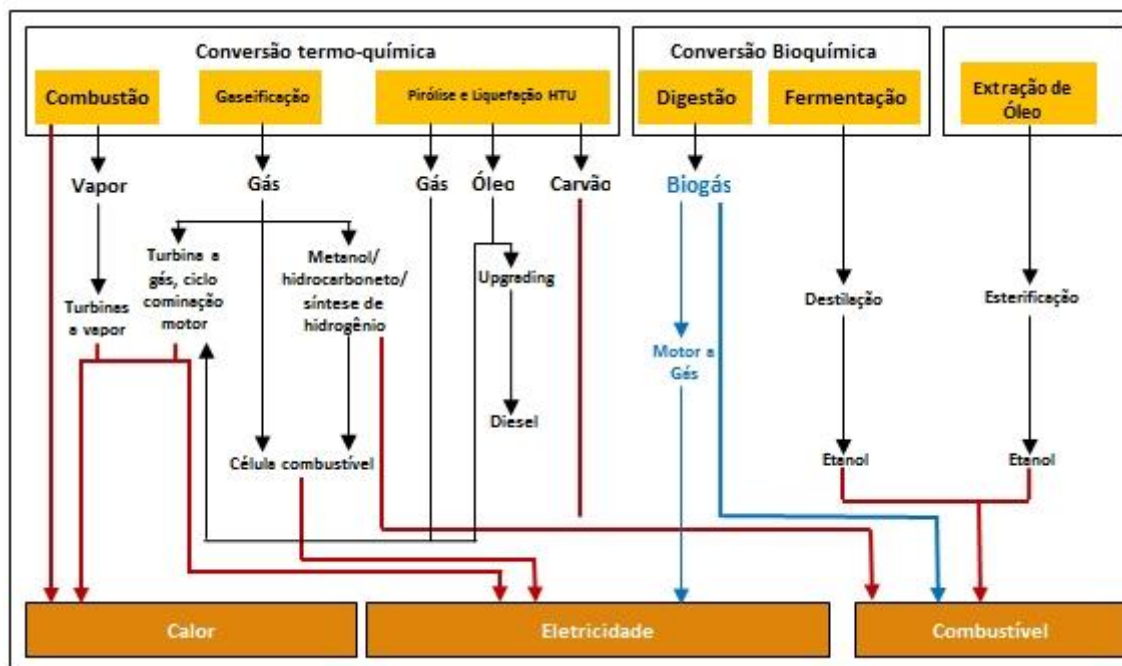 Conversão termo-química
Conversão Bioquímica
Combustão
Gaseificação
Pirólise e Liquefação HTU
Digestão
Fermentação
Extração de
Óleo
Vapor
Gás
Gás
Óleo
Carvão
Biogás
Turbina a
gás, ciclo
cominação
motor
Metanol/
hidrocarboneto/
síntese de
hidrogênio
Upgrading
Turbinas
a vapor
Destilação
Esterificação
Motor a
Gás
Diesel
Célula combustível
Etanol
Etanol
Calor
Eletricidade
Combustível